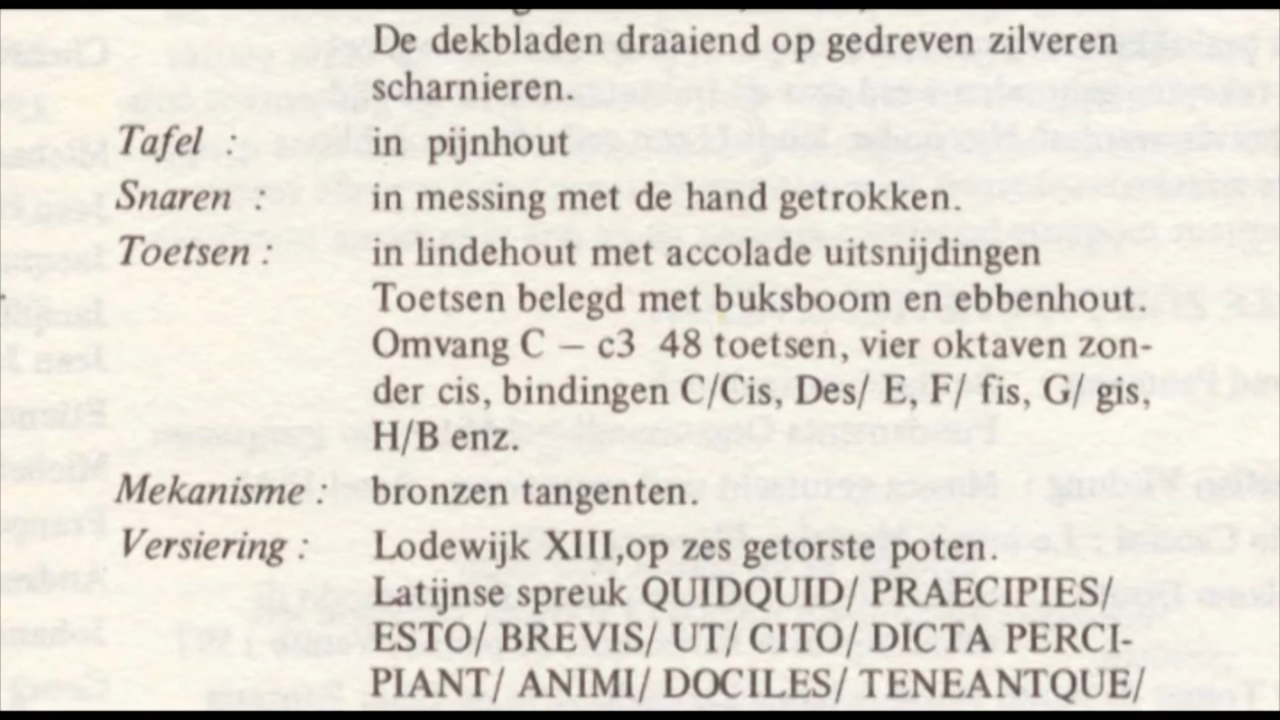 De dekbladen draaiend op gedreven zilveren
scharnieren.
Tafel : in pijnhout
Snaren : in messing met de hand getrokken.
Toetsen : in lindehout met accolade uitsnijdingen
Toetsen belegd met buksboom en ebbenhout.
Omvang C – c3 48 toetsen, vier oktaven zon-
der cis, bindingen C/Cis, Des/ E, F/ fis, G/ gis,
H/B enz.
Mekanisme : bronzen tangenten.
Versiering : Lodewijk XIII,op zes getorste poten.
Latijnse spreuk QUIDQUID/ PRAECIPIES/
ESTO/ BREVIS/ UT/ CITO/ DICTA PERCI-
PIANT/ ANIMI/ DOCILES/ TENEANTQUE/